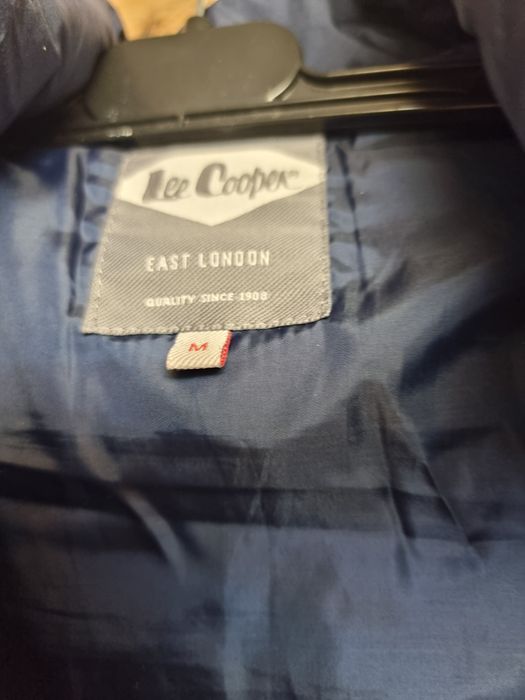 Lee Cooper
EAST LONDON
QUALITY SINCE 1908
M